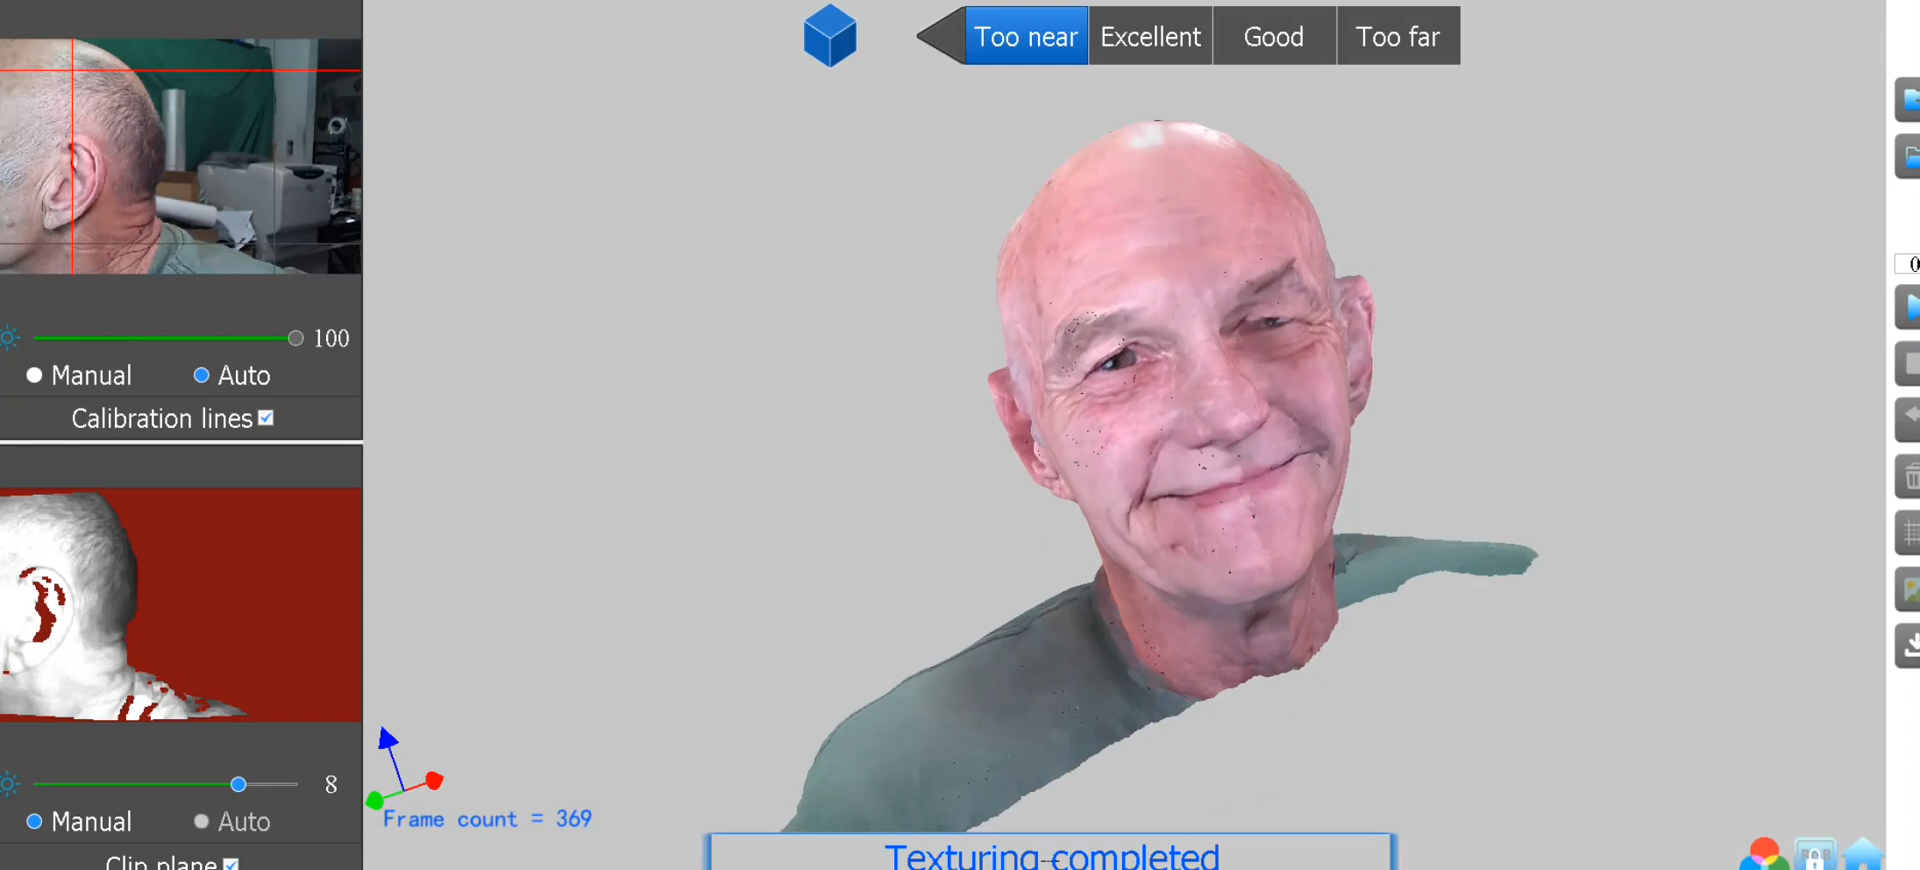 Too near Excellent Good Too far
100
Manual Auto
Calibration lines
8
Manual Auto
Clip plane
Frame count = 369
Texturing completed